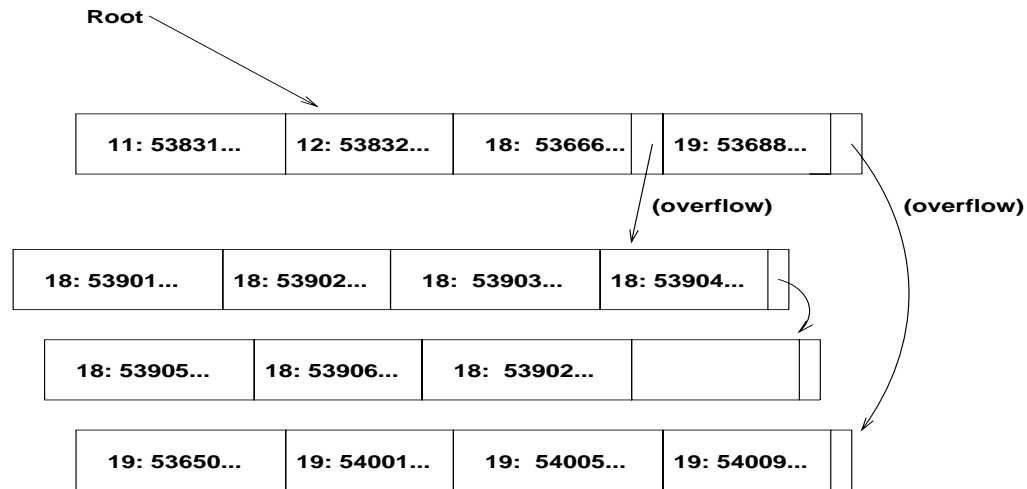 Root
11: 53831... 12: 53832... 18: 53666... 19: 53688...
(overflow) (overflow)
18: 53901... 18: 53902... 18: 53903... 18: 53904...
18: 53905... 18: 53906... 18: 53902...
19: 53650... 19: 54001... 19: 54005... 19: 54009...